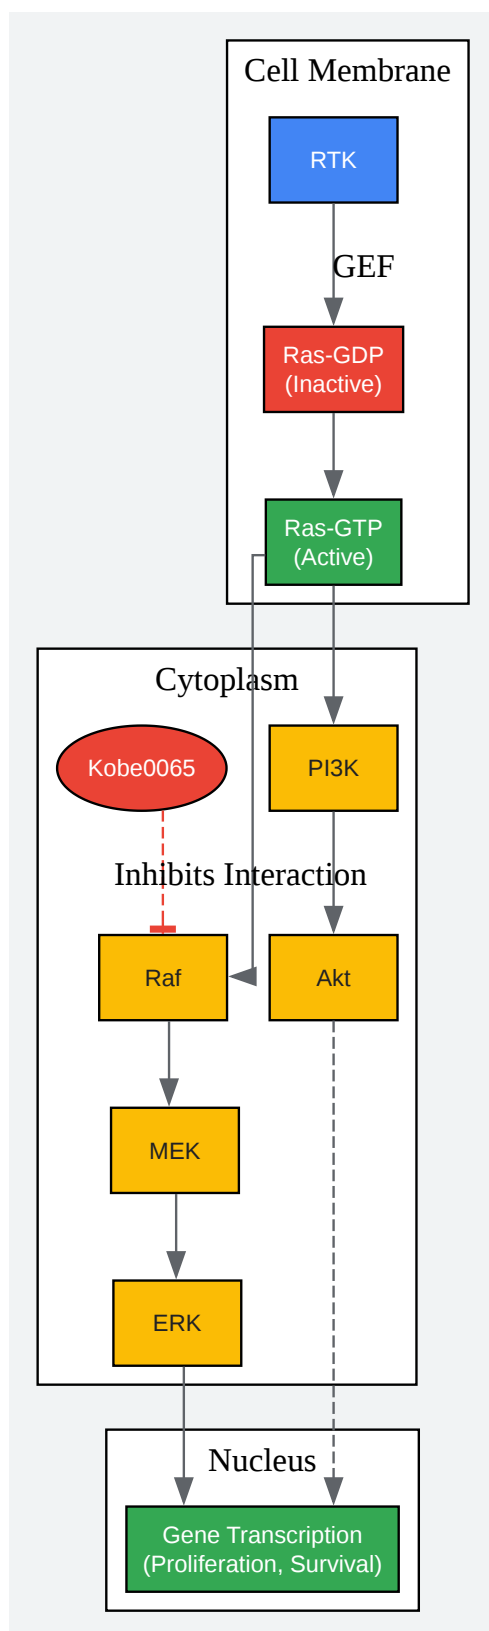 Cell Membrane
RTK
GEF
Ras-GDP
(Inactive)
Ras-GTP
(Active)
Cytoplasm
Kobe0065
PI3K
Inhibits Interaction
Raf
Akt
MEK
ERK
Nucleus
Gene Transcription
(Proliferation, Survival)